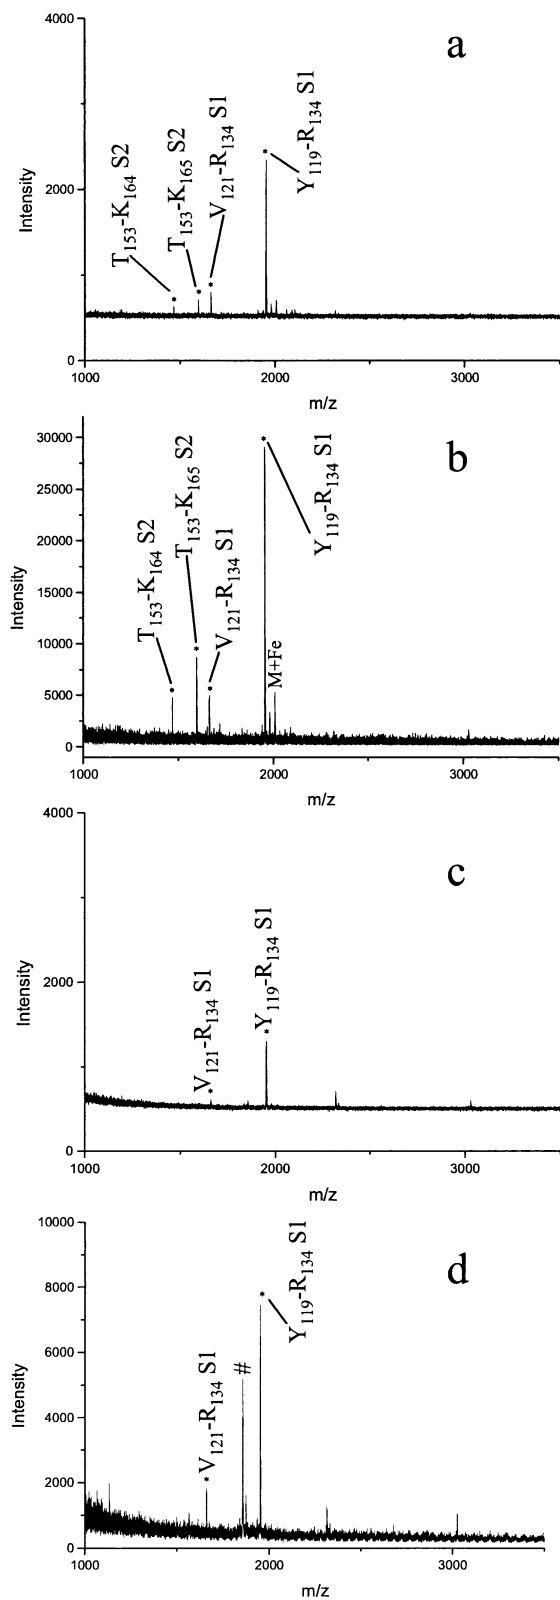 a
4000
2000
0
Intensity
T153-K164 S2
T153-K165 S2
V121-R134 S1
Y119-R134 S1
*
*
*
*
1000
2000
3000
m/z
b
30000
25000
20000
15000
10000
5000
0
Intensity
T153-K164 S2
T153-K165 S2
V121-R134 S1
Y119-R134 S1
M+Fe
*
*
*
*
1000
2000
3000
m/z
c
4000
2000
0
Intensity
V121-R134 S1
Y119-R134 S1
*
*
1000
2000
3000
m/z
d
10000
8000
6000
4000
2000
0
Intensity
V121-R134 S1
#
Y119-R134 S1
*
*
1000
2000
3000
m/z